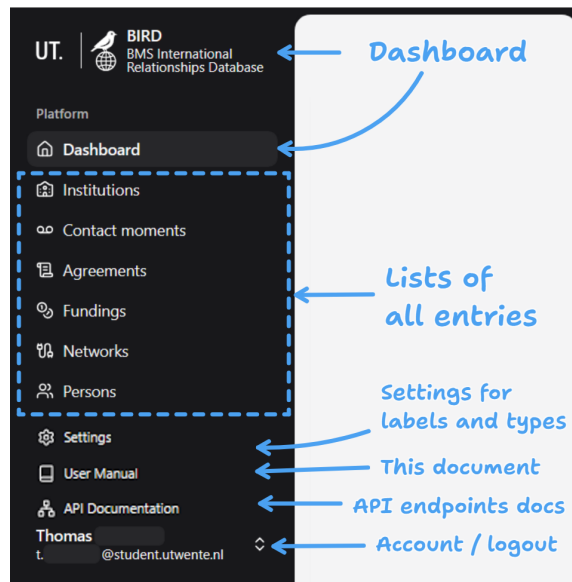 UT.
BIRD
BMS International
Relationships Database
Dashboard
Platform
Dashboard
Institutions
Contact moments
Agreements
Fundings
Networks
Persons
Lists of
all entries
Settings
Settings for
labels and types
User Manual
This document
API Documentation
API endpoints docs
Thomas
t. @student.utwente.nl
Account / logout